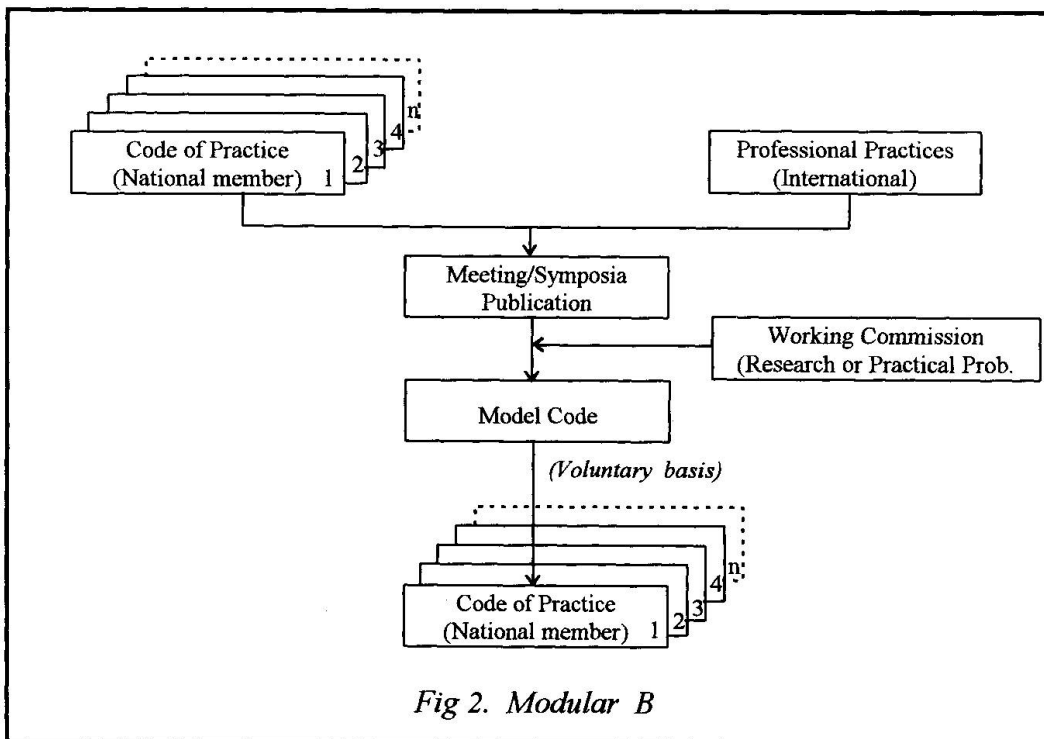 n
4
3
2
Code of Practice
(National member) 1
Professional Practices
(International)
Meeting/Symposia
Publication
Working Commission
(Research or Practical Prob.
Model Code
(Voluntary basis)
n
4
3
2
Code of Practice
(National member) 1
Fig 2. Modular B